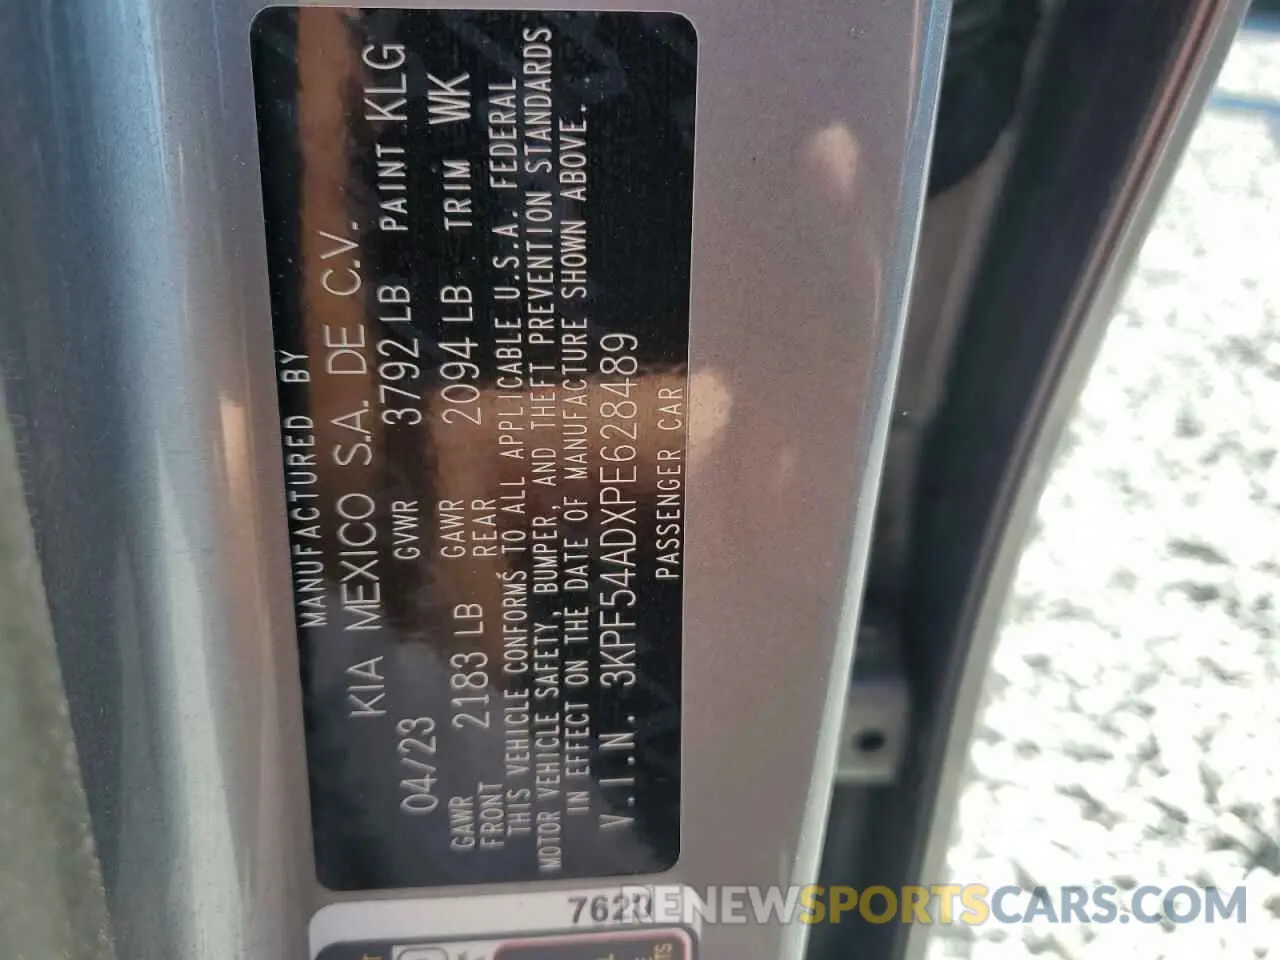 MANUFACTURED BY
KIA MEXICO S.A. DE C.V.
04/23 GVWR 3792 LB PAINT KLG
GAWR FRONT 2183 LB GAWR REAR 2094 LB TRIM WK
THIS VEHICLE CONFORMS TO ALL APPLICABLE U.S.A. FEDERAL
MOTOR VEHICLE SAFETY, BUMPER, AND THEFT PREVENTION STANDARDS
IN EFFECT ON THE DATE OF MANUFACTURE SHOWN ABOVE.
V.I.N. 3KPF54ADXPE628489
PASSENGER CAR
7620
RENEWSPORTSCARS.COM